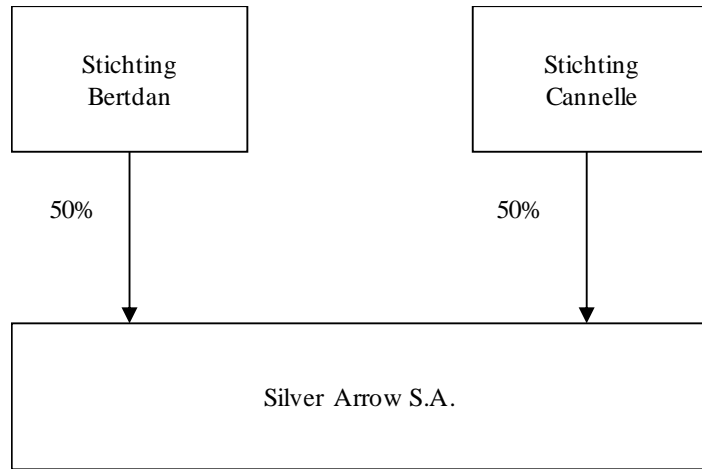 Stichting
Bertdan
Stichting
Cannelle
50%
50%
Silver Arrow S.A.